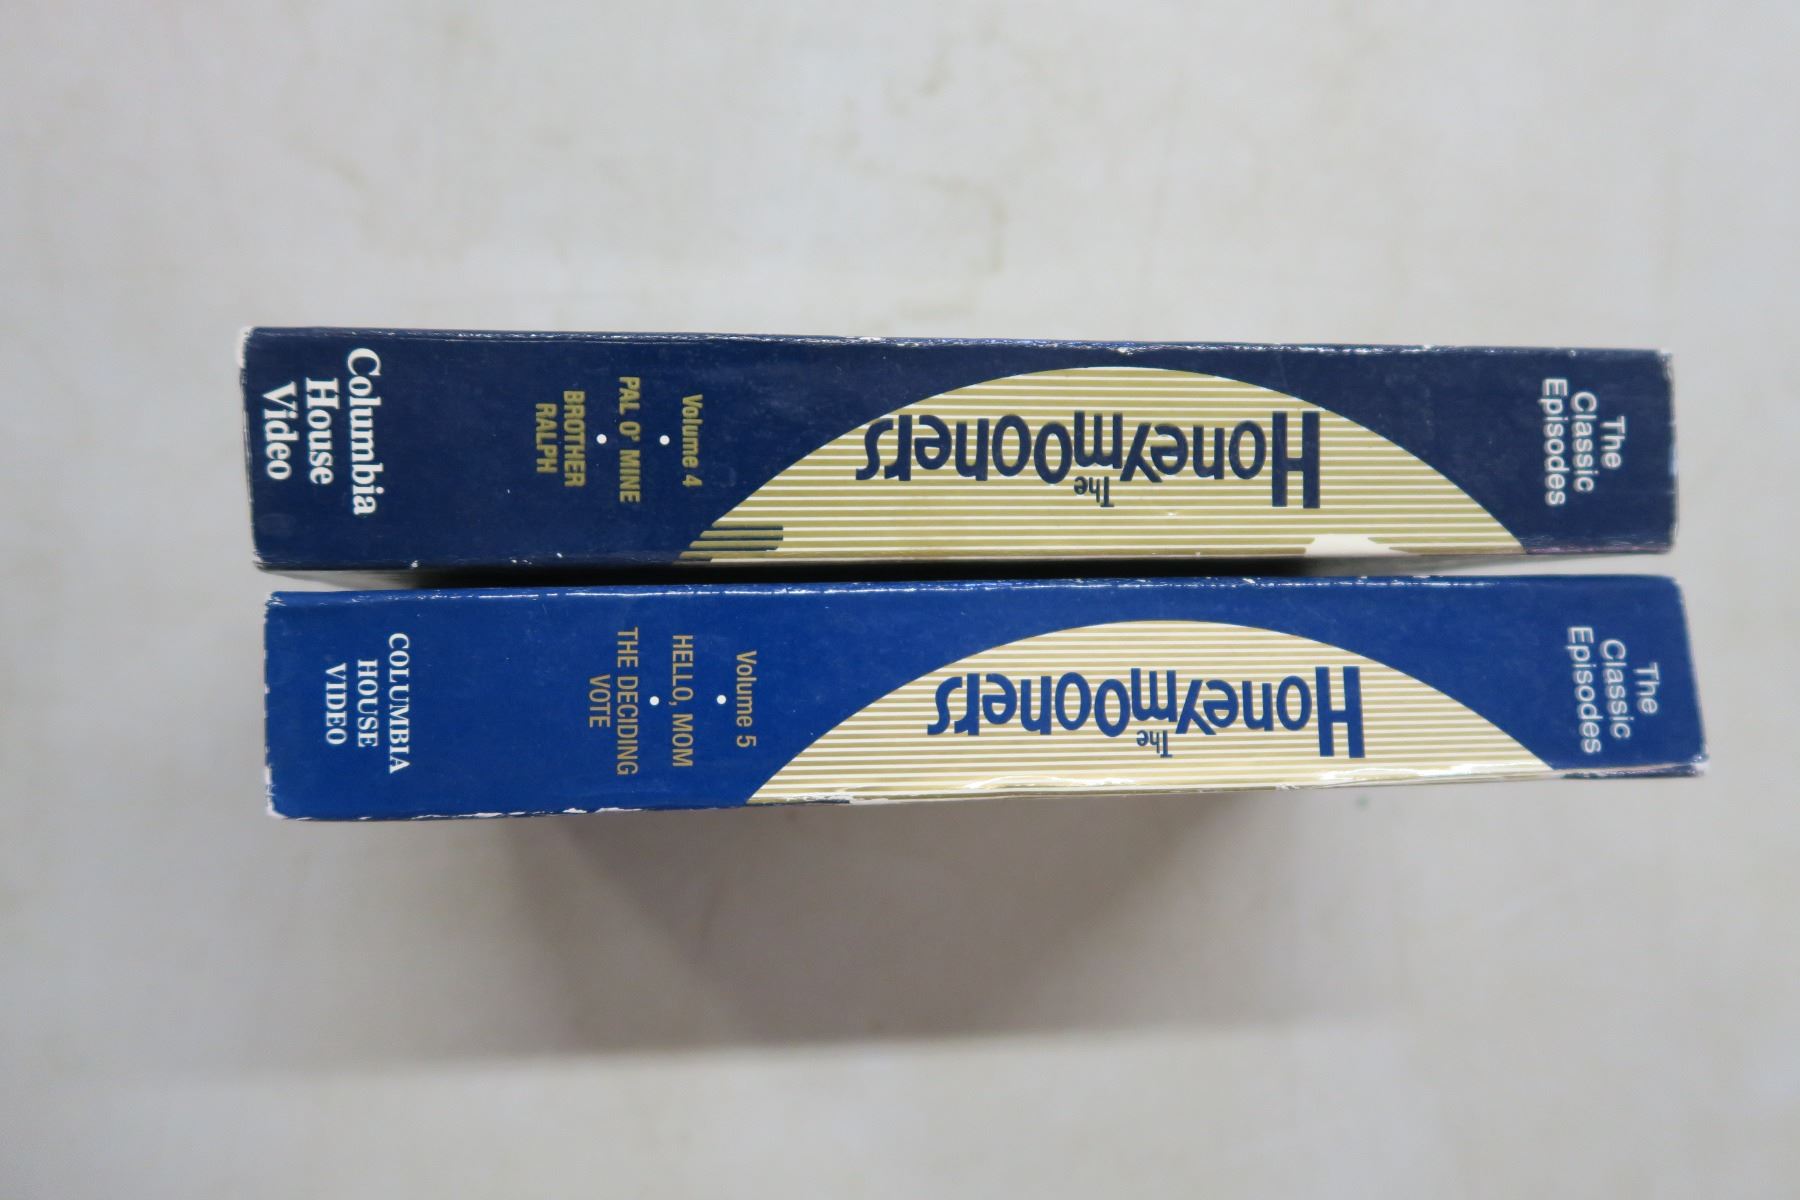 The
Classic
Episodes
The
Honeymooners
Volume 4
•
PAL O' MINE
•
BROTHER
RALPH
Columbia
House
Video
The
Classic
Episodes
The
Honeymooners
Volume 5
•
HELLO, MOM
•
THE DECIDING
VOTE
COLUMBIA
HOUSE
VIDEO